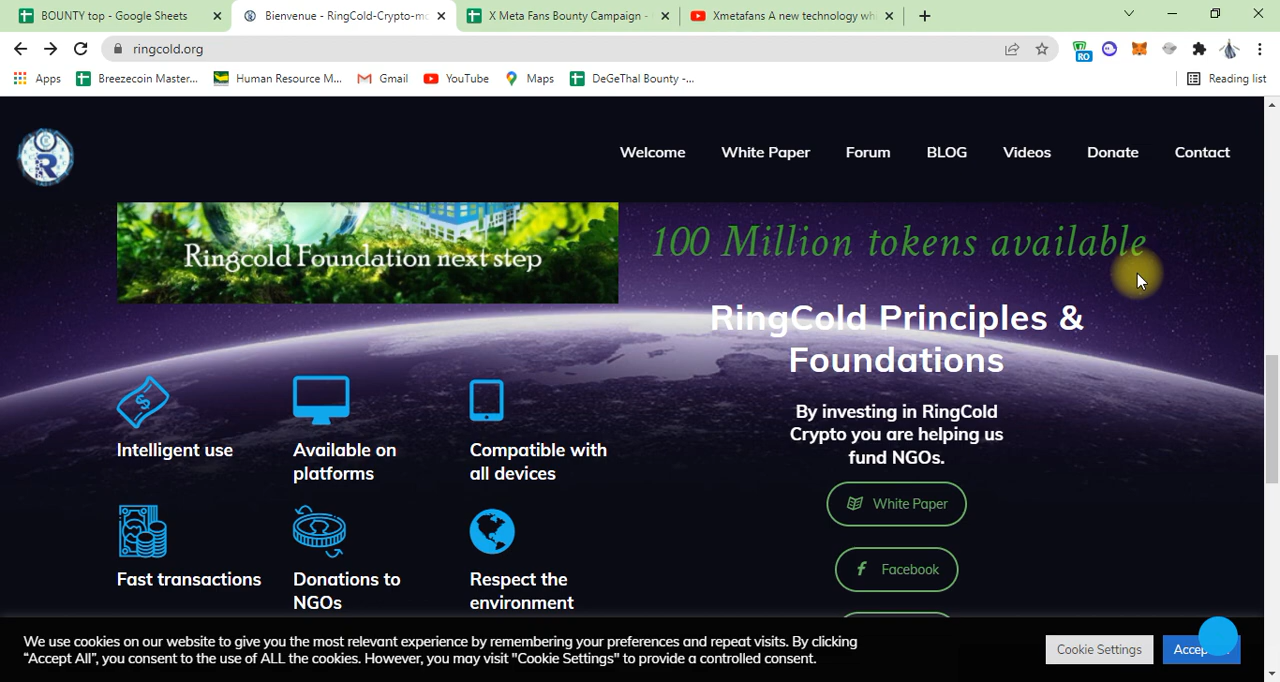 BOUNTY top - Google Sheets
Bienvenue - RingCold-Crypto-mo
X Meta Fans Bounty Campaign -
Xmetafans A new technology whi
ringcold.org
RO
Apps
Breezecoin Master...
Human Resource M...
Gmail
YouTube
Maps
DeGeThal Bounty -...
Reading list
R
Welcome
White Paper
Forum
BLOG
Videos
Donate
Contact
Ringcold Foundation next step
100 Million tokens available
RingCold Principles &
Foundations
By investing in RingCold
Crypto you are helping us
fund NGOs.
White Paper
Facebook
Intelligent use
Available on
platforms
Compatible with
all devices
Fast transactions
Donations to
NGOs
Respect the
environment
We use cookies on our website to give you the most relevant experience by remembering your preferences and repeat visits. By clicking
“Accept All”, you consent to the use of ALL the cookies. However, you may visit "Cookie Settings" to provide a controlled consent.
Cookie Settings